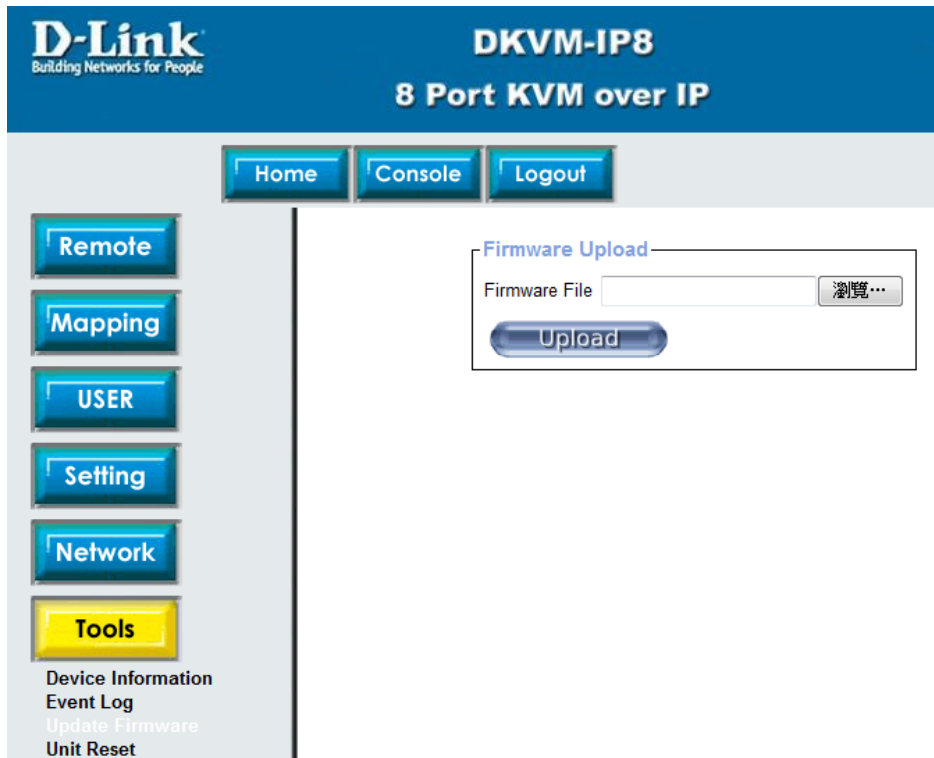 D-Link
Building Networks for People
DKVM-IP8
8 Port KVM over IP
Home
Console
Logout
Remote
Mapping
USER
Setting
Network
Tools
Device Information
Event Log
Update Firmware
Unit Reset
Firmware Upload
Firmware File
瀏覽…
Upload